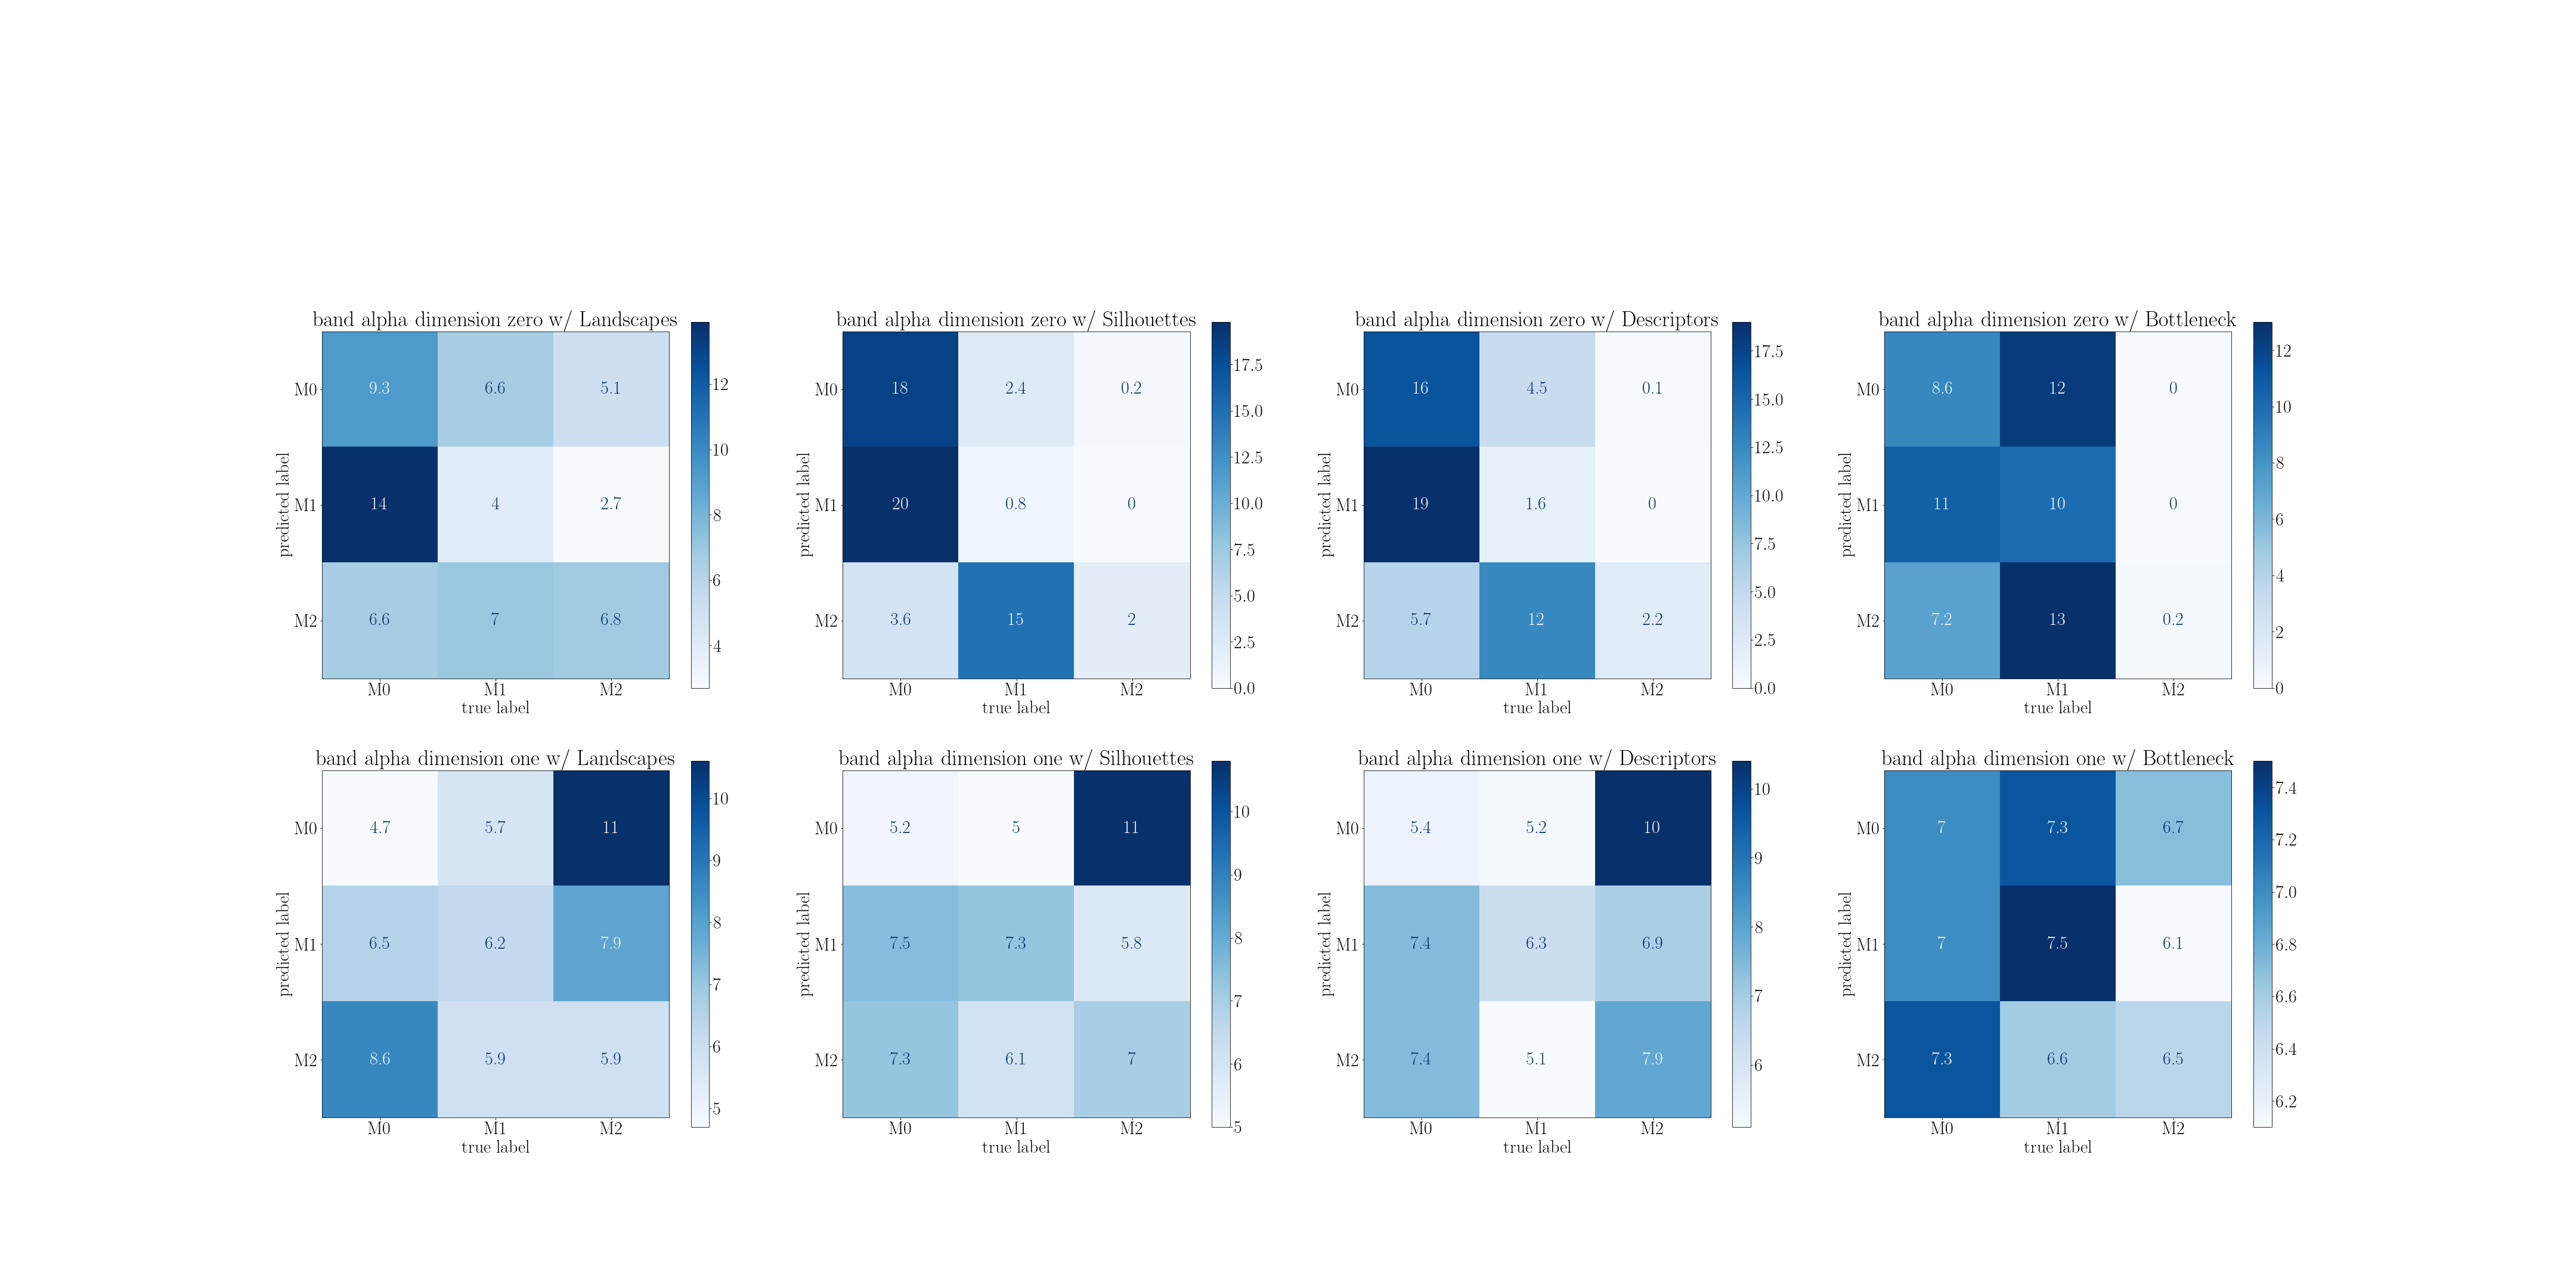 band alpha dimension zero w/ Landscapes
predicted label
M0 9.3 6.6 5.1
M1 14 4 2.7
M2 6.6 7 6.8
M0 M1 M2
true label
12
10
8
6
4
band alpha dimension zero w/ Silhouettes
predicted label
M0 18 2.4 0.2
M1 20 0.8 0
M2 3.6 15 2
M0 M1 M2
true label
17.5
15.0
12.5
10.0
7.5
5.0
2.5
0.0
band alpha dimension zero w/ Descriptors
predicted label
M0 16 4.5 0.1
M1 19 1.6 0
M2 5.7 12 2.2
M0 M1 M2
true label
17.5
15.0
12.5
10.0
7.5
5.0
2.5
0.0
band alpha dimension zero w/ Bottleneck
predicted label
M0 8.6 12 0
M1 11 10 0
M2 7.2 13 0.2
M0 M1 M2
true label
12
10
8
6
4
2
0
band alpha dimension one w/ Landscapes
predicted label
M0 4.7 5.7 11
M1 6.5 6.2 7.9
M2 8.6 5.9 5.9
M0 M1 M2
true label
10
9
8
7
6
5
band alpha dimension one w/ Silhouettes
predicted label
M0 5.2 5 11
M1 7.5 7.3 5.8
M2 7.3 6.1 7
M0 M1 M2
true label
10
9
8
7
6
5
band alpha dimension one w/ Descriptors
predicted label
M0 5.4 5.2 10
M1 7.4 6.3 6.9
M2 7.4 5.1 7.9
M0 M1 M2
true label
10
9
8
7
6
band alpha dimension one w/ Bottleneck
predicted label
M0 7 7.3 6.7
M1 7 7.5 6.1
M2 7.3 6.6 6.5
M0 M1 M2
true label
7.4
7.2
7.0
6.8
6.6
6.4
6.2